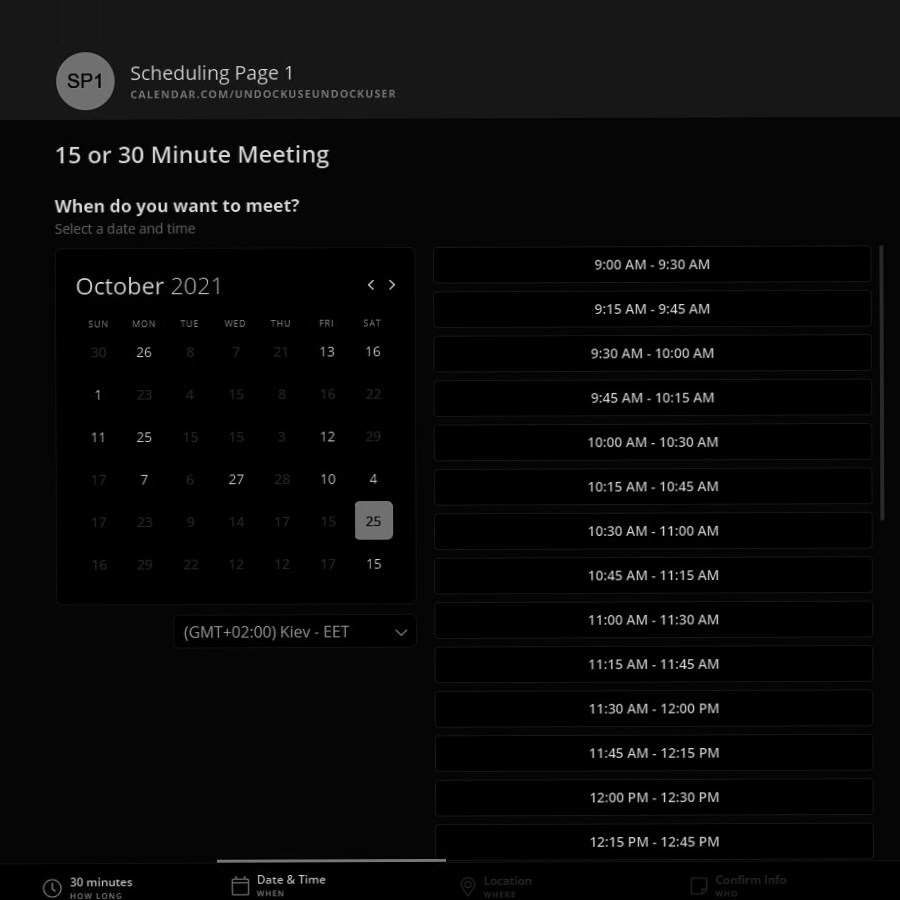 SP1
Scheduling Page 1
CALENDAR.COM/UNDOCKUSEUNDOCKUSER
15 or 30 Minute Meeting
When do you want to meet?
Select a date and time
October 2021
SUN MON TUE WED THU FRI SAT
30 26 8 7 21 13 16
1 23 4 15 8 16 22
11 25 15 15 3 12 29
17 7 6 27 28 10 4
17 23 9 14 17 15 25
16 29 22 12 12 17 15
(GMT+02:00) Kiev - EET
9:00 AM - 9:30 AM
9:15 AM - 9:45 AM
9:30 AM - 10:00 AM
9:45 AM - 10:15 AM
10:00 AM - 10:30 AM
10:15 AM - 10:45 AM
10:30 AM - 11:00 AM
10:45 AM - 11:15 AM
11:00 AM - 11:30 AM
11:15 AM - 11:45 AM
11:30 AM - 12:00 PM
11:45 AM - 12:15 PM
12:00 PM - 12:30 PM
12:15 PM - 12:45 PM
30 minutes
HOW LONG
Date & Time
WHEN
Location
WHERE
Confirm Info
WHO